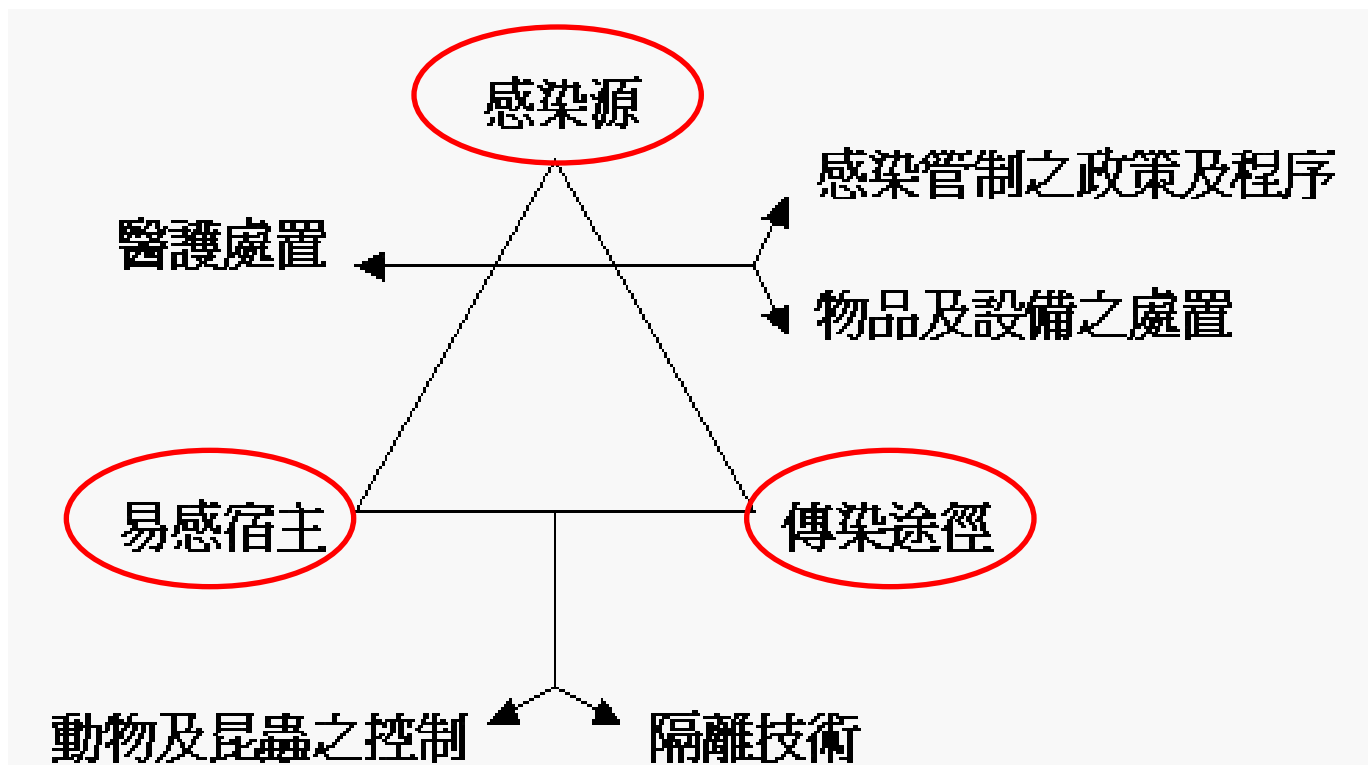 感染源
感染管制之政策及程序
醫護處置
物品及設備之處置
易感宿主
傳染途徑
動物及昆蟲之控制
隔離技術